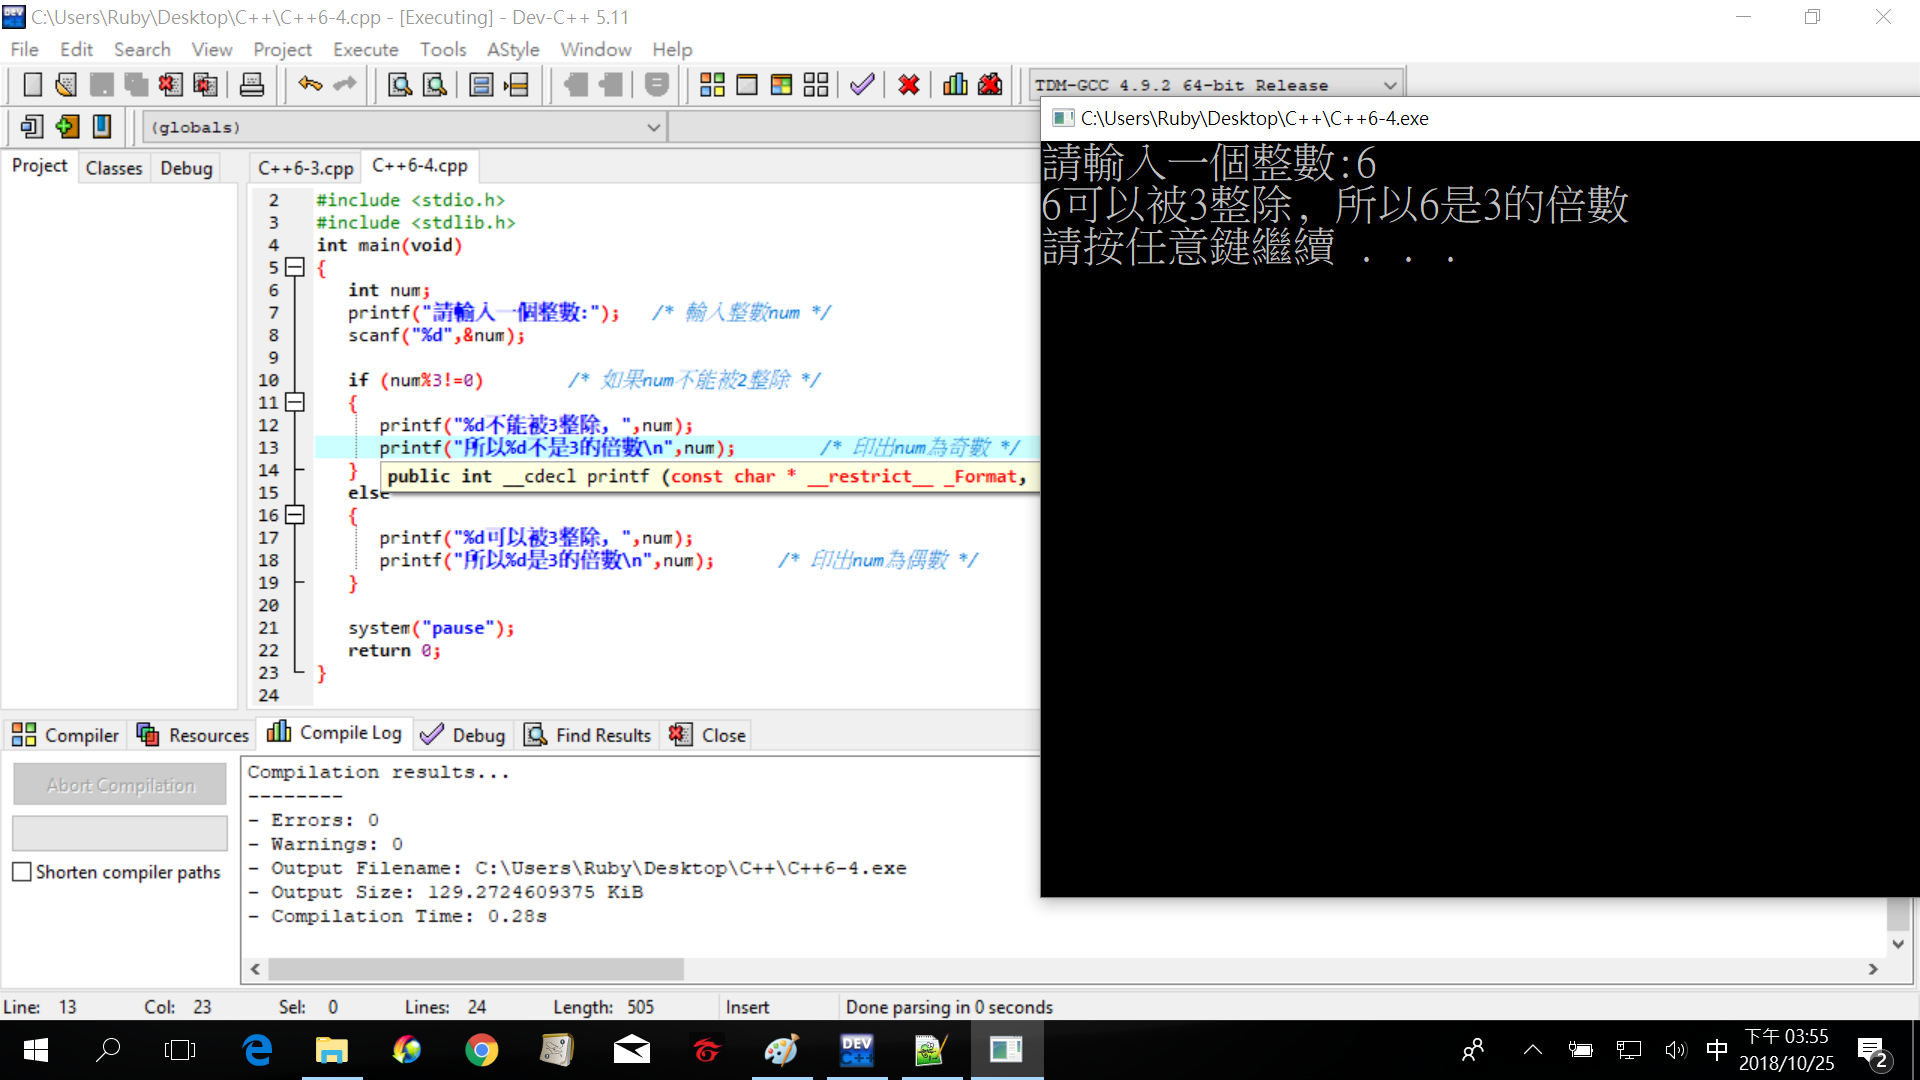 C:\Users\Ruby\Desktop\C++\C++6-4.cpp - [Executing] - Dev-C++ 5.11
File Edit Search View Project Execute Tools AStyle Window Help
TDM-GCC 4.9.2 64-bit Release
(globals)
Project Classes Debug
C++6-3.cpp C++6-4.cpp
2 #include <stdio.h>
3 #include <stdlib.h>
4 int main(void)
5 {
6 int num;
7 printf("請輸入一個整數:"); /* 輸入整數num */
8 scanf("%d",&num);
9
10 if (num%3!=0) /* 如果num不能被2整除 */
11 {
12 printf("%d不能被3整除，",num);
13 printf("所以%d不是3的倍數\n",num); /* 印出num為奇數 */
14 }
public int __cdecl printf (const char * __restrict__ _Format,
15 else
16 {
17 printf("%d可以被3整除，",num);
18 printf("所以%d是3的倍數\n",num); /* 印出num為偶數 */
19 }
20
21 system("pause");
22 return 0;
23 }
24
C:\Users\Ruby\Desktop\C++\C++6-4.exe
請輸入一個整數:6
6可以被3整除，所以6是3的倍數
請按任意鍵繼續 . . .
Compiler Resources Compile Log Debug Find Results Close
Abort Compilation
Shorten compiler paths
Compilation results...
--------
- Errors: 0
- Warnings: 0
- Output Filename: C:\Users\Ruby\Desktop\C++\C++6-4.exe
- Output Size: 129.2724609375 KiB
- Compilation Time: 0.28s
Line: 13 Col: 23 Sel: 0 Lines: 24 Length: 505 Insert Done parsing in 0 seconds
DEV C++
中
下午 03:55
2018/10/25
2